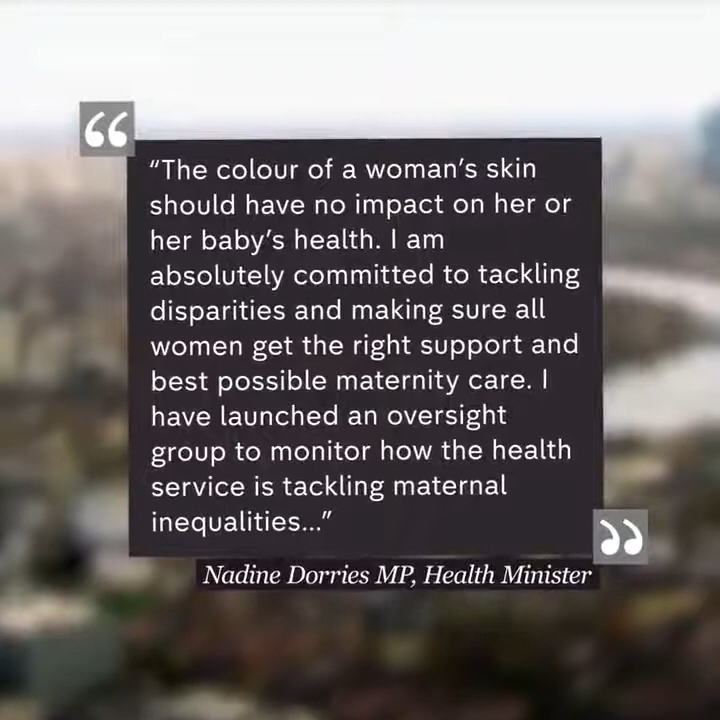 “The colour of a woman’s skin
should have no impact on her or
her baby’s health. I am
absolutely committed to tackling
disparities and making sure all
women get the right support and
best possible maternity care. I
have launched an oversight
group to monitor how the health
service is tackling maternal
inequalities...”
Nadine Dorries MP, Health Minister